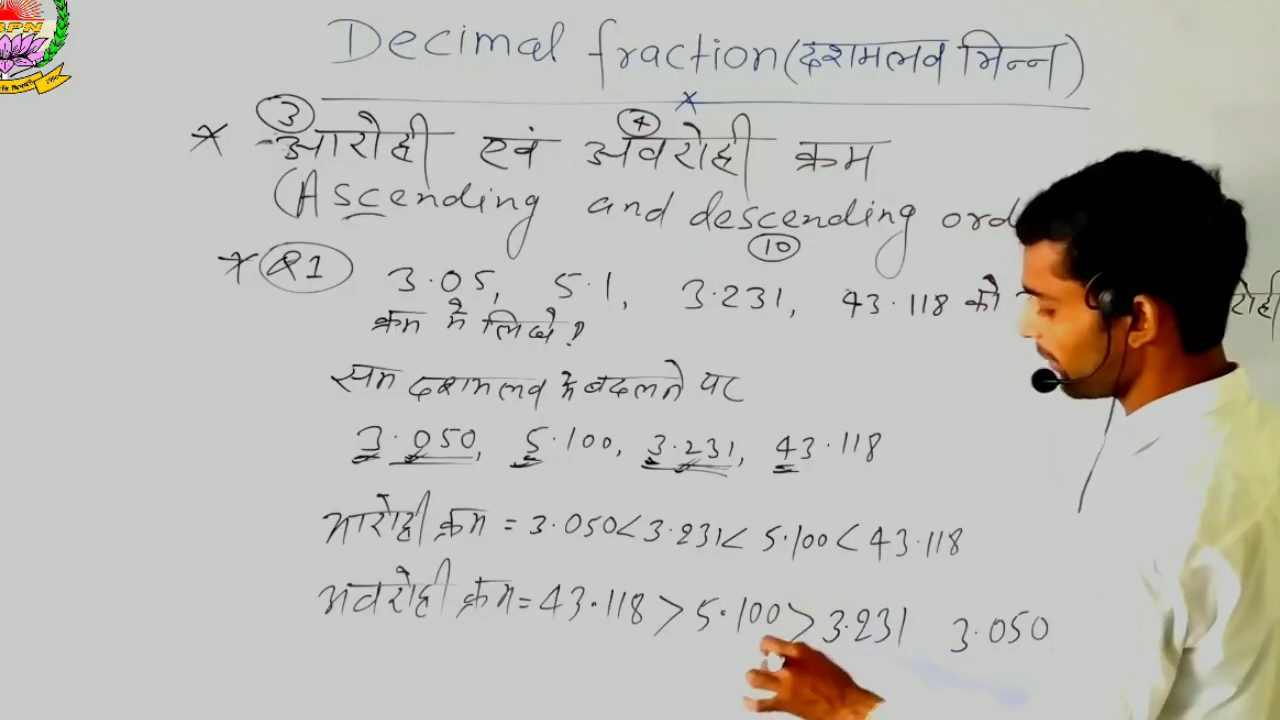 BPN
Decimal fraction (दशमलव भिन्न)
x
* ③ आरोही एवं ④ अवरोही क्रम
(Ascending and descending ord
10
* Q1 3.05, 5.1, 3.231, 43.118 को रोही
क्रम में लिखे?
सम दशमलव में बदलने पर
3.050, 5.100, 3.231, 43.118
आरोही क्रम = 3.050 < 3.231 < 5.100 < 43.118
अवरोही क्रम = 43.118 > 5.100 > 3.231 3.050